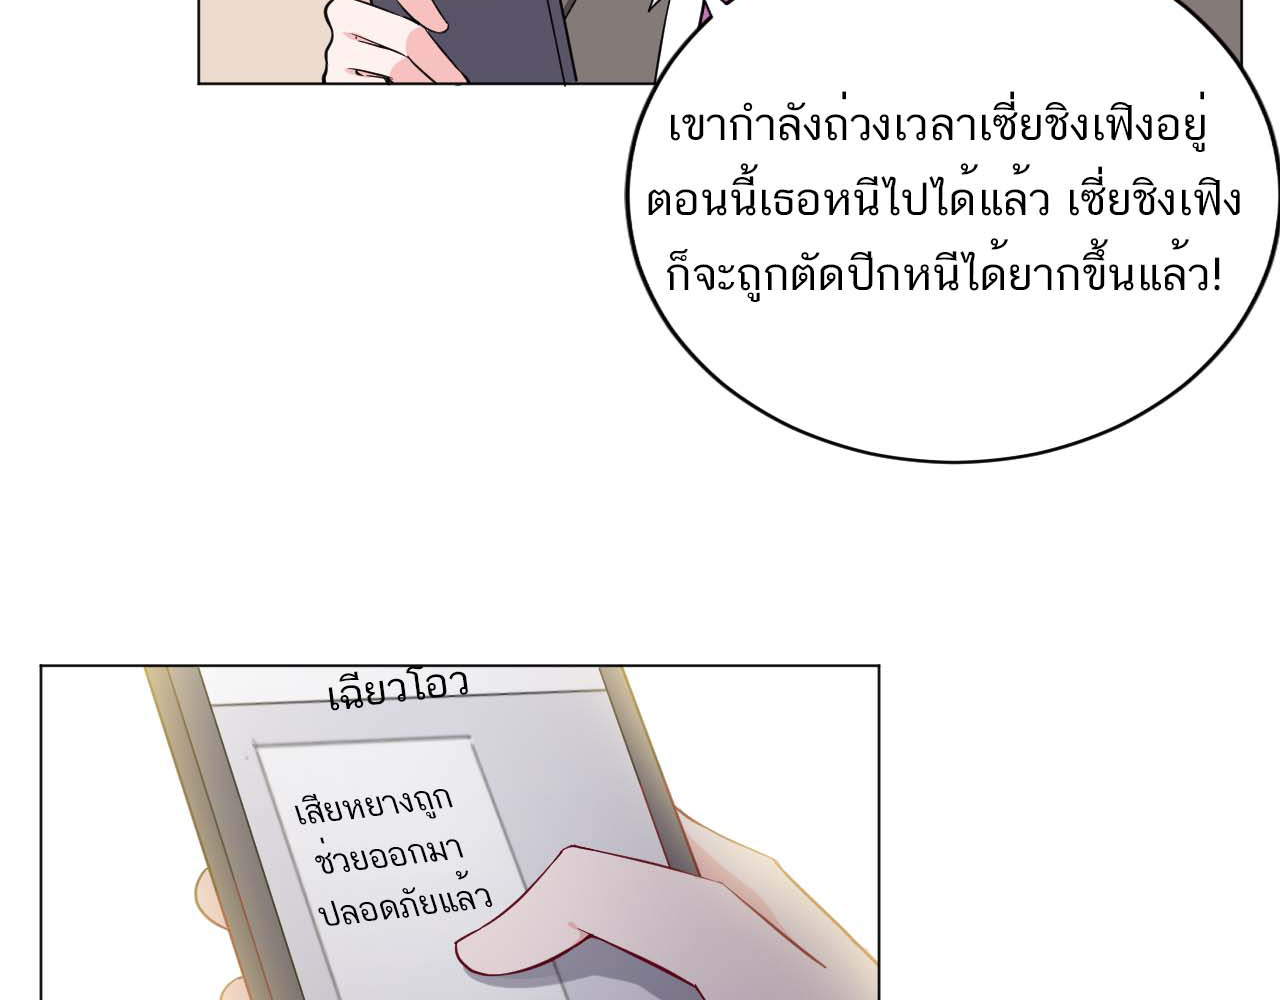 เขากำลังถ่วงเวลาเซี่ยชิงเฟิงอยู่
ตอนนี้เธอหนีไปได้แล้ว เซี่ยชิงเฟิง
ก็จะถูกตัดปีกหนีได้ยากขึ้นแล้ว!
เฉียวโอว
เสียหยางถูก
ช่วยออกมา
ปลอดภัยแล้ว